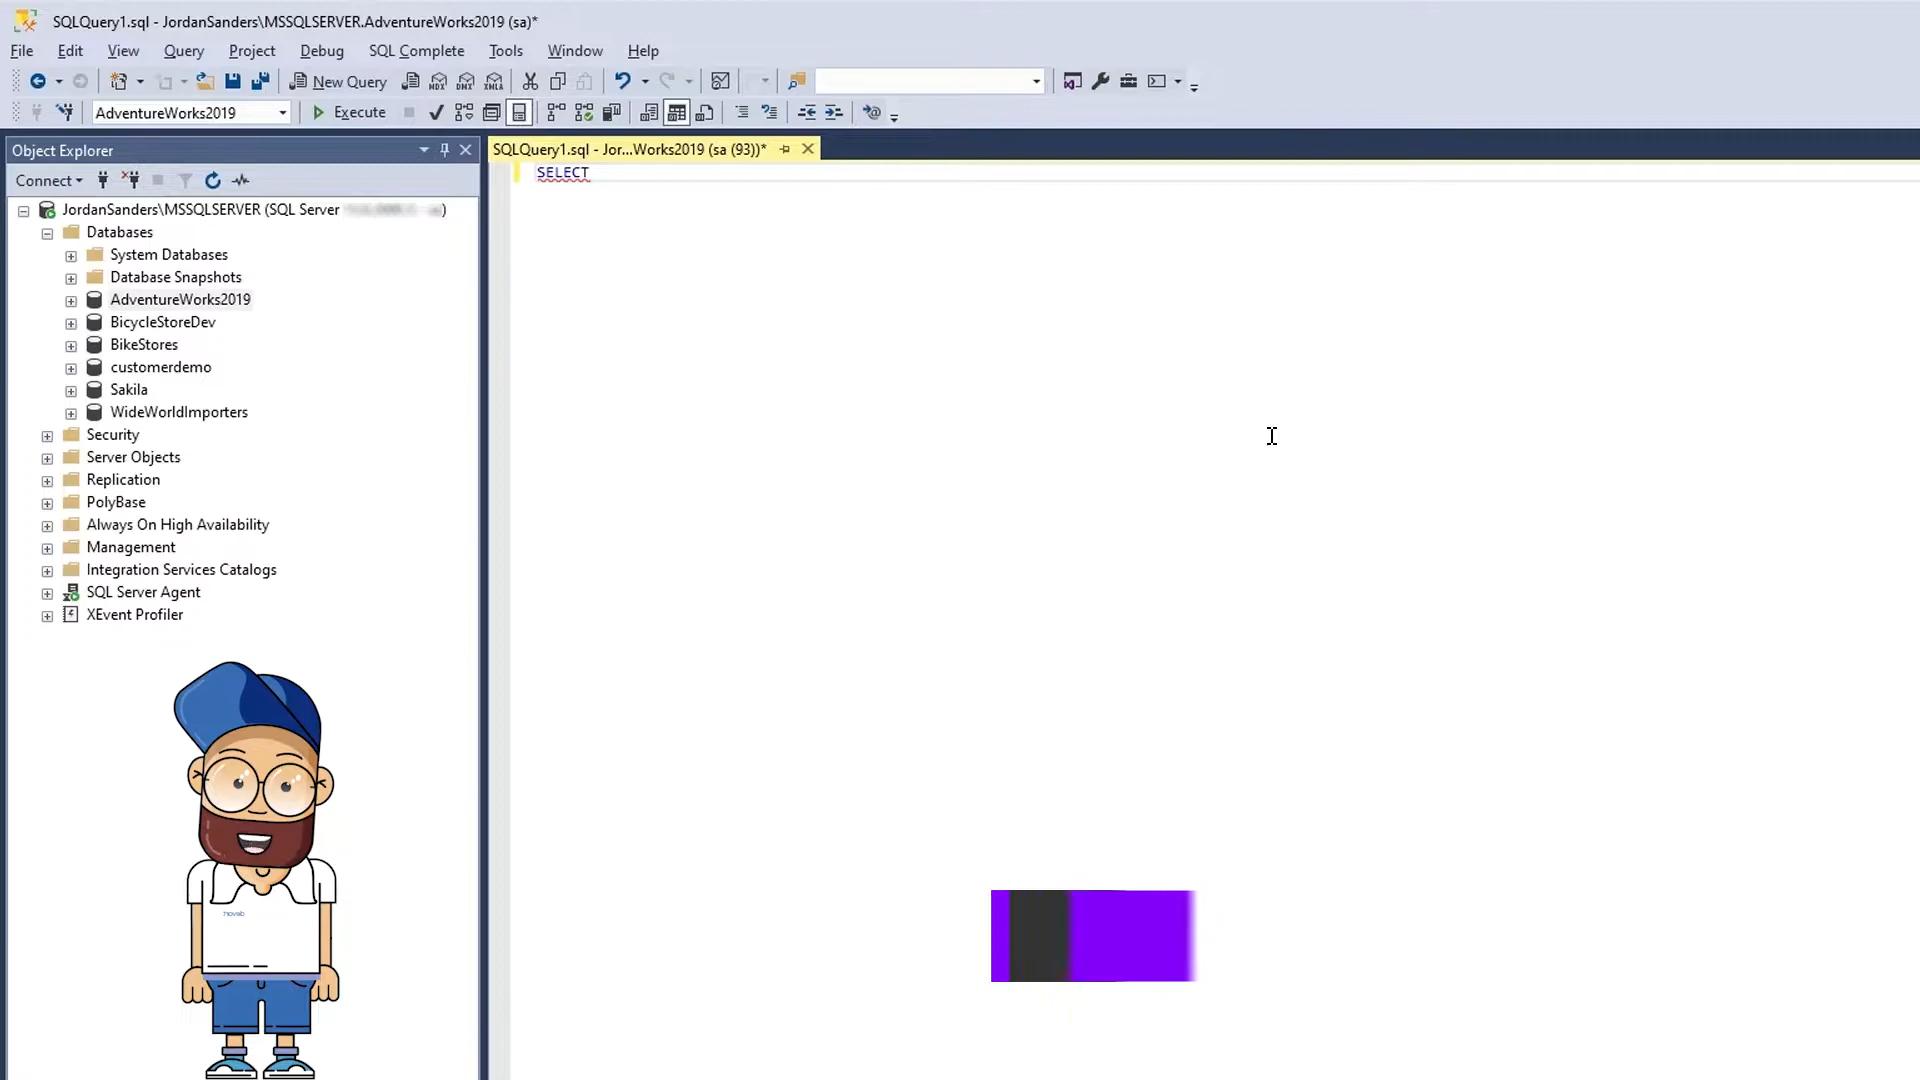 SQLQuery1.sql - JordanSanders\MSSQLSERVER.AdventureWorks2019 (sa)*
File Edit View Query Project Debug SQL Complete Tools Window Help
New Query MDX DMX XMLA
AdventureWorks2019 Execute
Object Explorer
SQLQuery1.sql - Jor...Works2019 (sa (93))*
Connect
SELECT
JordanSanders\MSSQLSERVER (SQL Server )
Databases
System Databases
Database Snapshots
AdventureWorks2019
BicycleStoreDev
BikeStores
customerdemo
Sakila
WideWorldImporters
Security
Server Objects
Replication
PolyBase
Always On High Availability
Management
Integration Services Catalogs
SQL Server Agent
XEvent Profiler